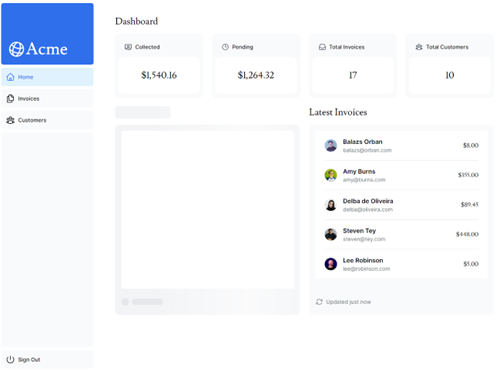 Acme
Home
Invoices
Customers
Sign Out
Dashboard
Collected
$1,540.16
Pending
$1,264.32
Total Invoices
17
Total Customers
10
Latest Invoices
Balazs Orban
balazs@orban.com
$8.00
Amy Burns
amy@burns.com
$355.00
Delba de Oliveira
delba@oliveira.com
$89.45
Steven Tey
steven@tey.com
$448.00
Lee Robinson
lee@robinson.com
$5.00
Updated just now